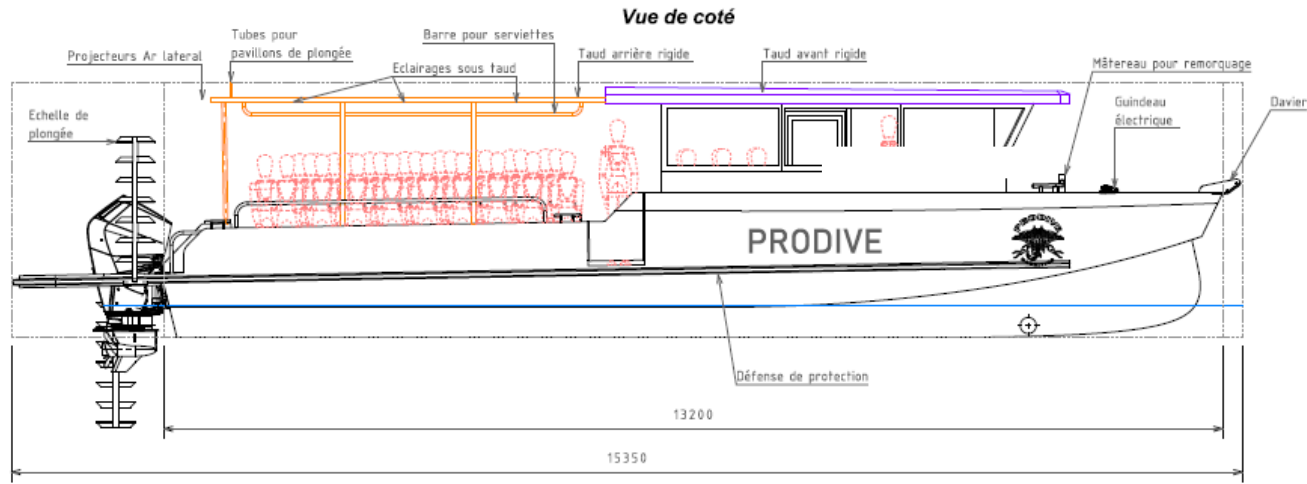 Vue de coté
Tubes pour
pavillons de plongée
Barre pour serviettes
Projecteurs Ar lateral
Eclairages sous taud
Taud arrière rigide
Taud avant rigide
Mâtereau pour remorquage
Echelle de
plongée
Guindeau
électrique
Davier
PRODIVE
PRODIVE
Défense de protection
13200
15350